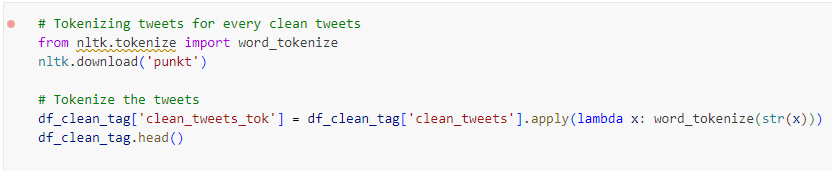 # Tokenizing tweets for every clean tweets
from nltk.tokenize import word_tokenize
nltk.download('punkt')
# Tokenize the tweets
df_clean_tag['clean_tweets_tok'] = df_clean_tag['clean_tweets'].apply(lambda x: word_tokenize(str(x)))
df_clean_tag.head()